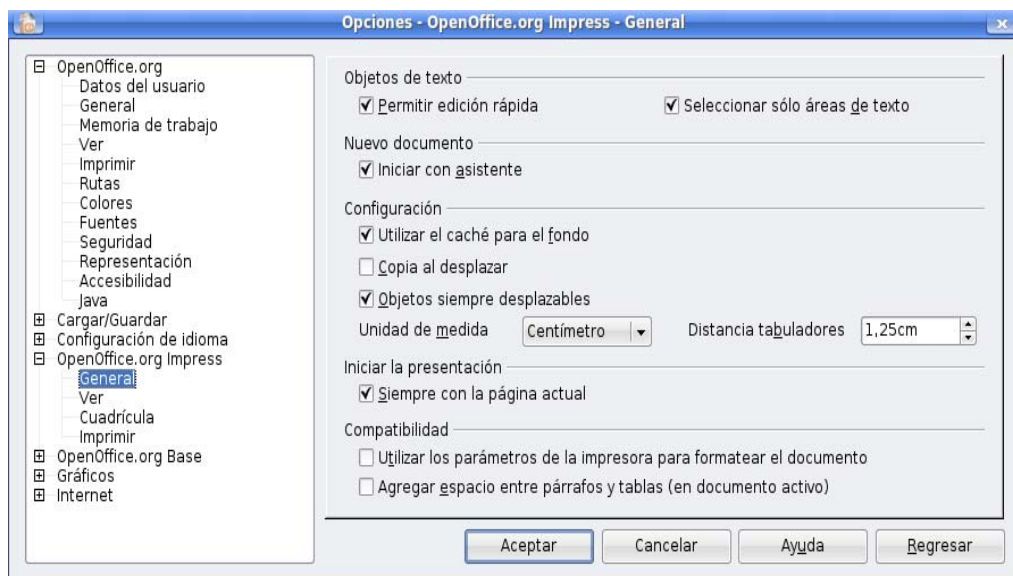 Opciones - OpenOffice.org Impress - General
OpenOffice.org
Datos del usuario
General
Memoria de trabajo
Ver
Imprimir
Rutas
Colores
Fuentes
Seguridad
Representación
Accesibilidad
Java
Cargar/Guardar
Configuración de idioma
OpenOffice.org Impress
General
Ver
Cuadrícula
Imprimir
OpenOffice.org Base
Gráficos
Internet
Objetos de texto
Permitir edición rápida Seleccionar sólo áreas de texto
Nuevo documento
Iniciar con asistente
Configuración
Utilizar el caché para el fondo
Copia al desplazar
Objetos siempre desplazables
Unidad de medida Centímetro Distancia tabuladores 1,25cm
Iniciar la presentación
Siempre con la página actual
Compatibilidad
Utilizar los parámetros de la impresora para formatear el documento
Agregar espacio entre párrafos y tablas (en documento activo)
Aceptar Cancelar Ayuda Regresar